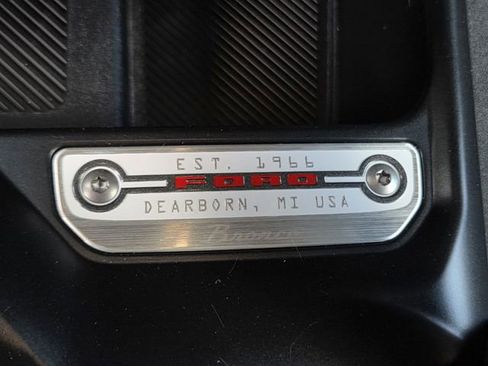 EST. 1966
FORD
DEARBORN, MI USA
Bronco